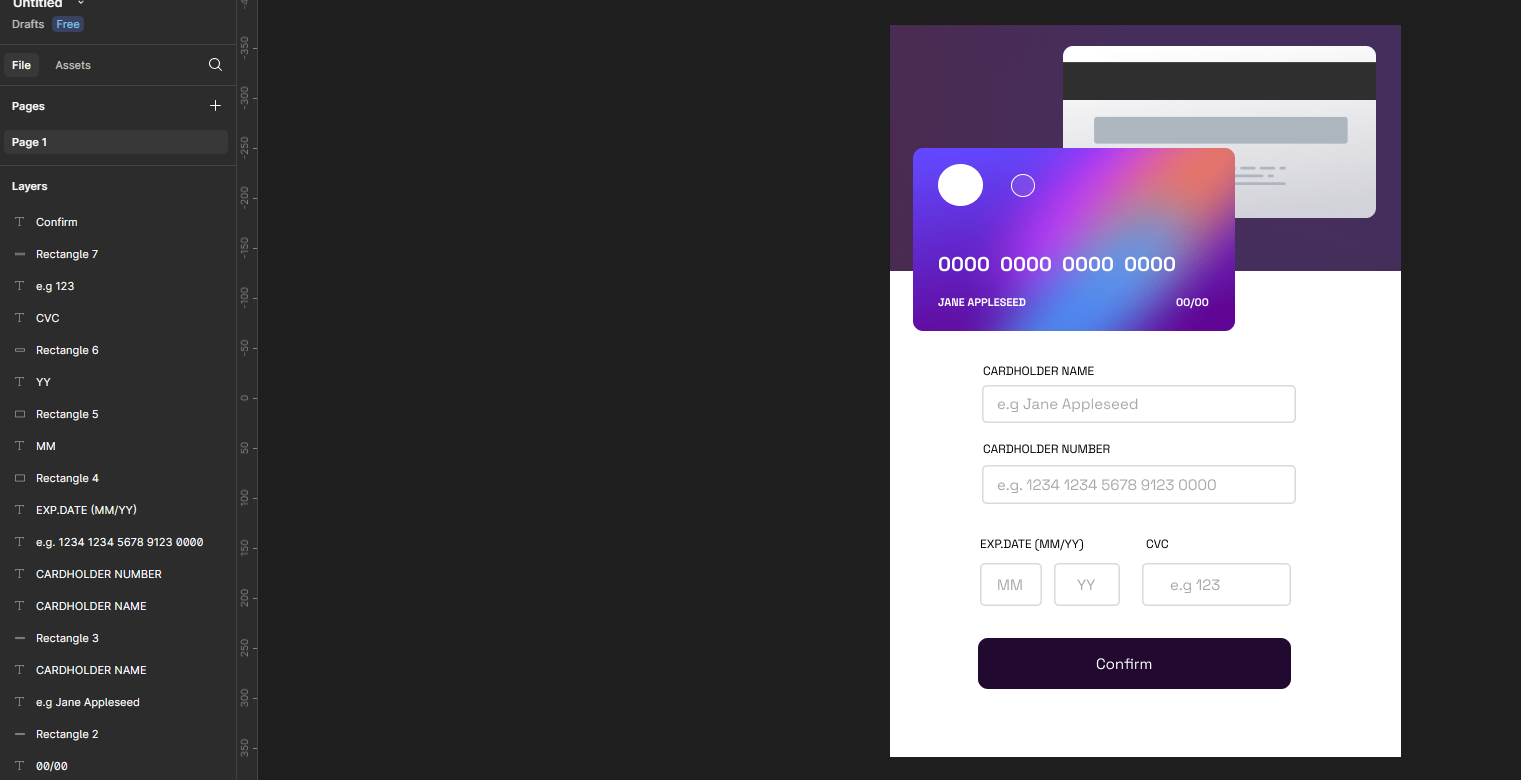 Untitled
Drafts Free
File Assets
Pages
Page 1
Layers
Confirm
Rectangle 7
e.g 123
CVC
Rectangle 6
YY
Rectangle 5
MM
Rectangle 4
EXP.DATE (MM/YY)
e.g. 1234 1234 5678 9123 0000
CARDHOLDER NUMBER
CARDHOLDER NAME
Rectangle 3
CARDHOLDER NAME
e.g Jane Appleseed
Rectangle 2
00/00
-350
-300
-250
-200
-150
-100
-50
0
50
100
150
200
250
300
350
0000 0000 0000 0000
JANE APPLESEED 00/00
CARDHOLDER NAME
e.g Jane Appleseed
CARDHOLDER NUMBER
e.g. 1234 1234 5678 9123 0000
EXP.DATE (MM/YY) CVC
MM YY e.g 123
Confirm